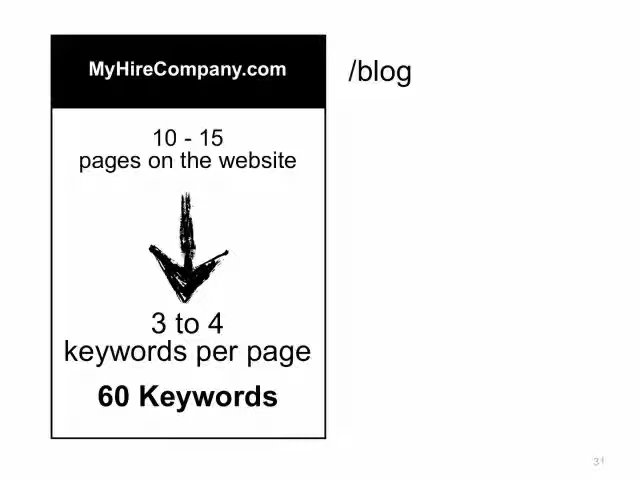 MyHireCompany.com
/blog
10 - 15
pages on the website
3 to 4
keywords per page
60 Keywords